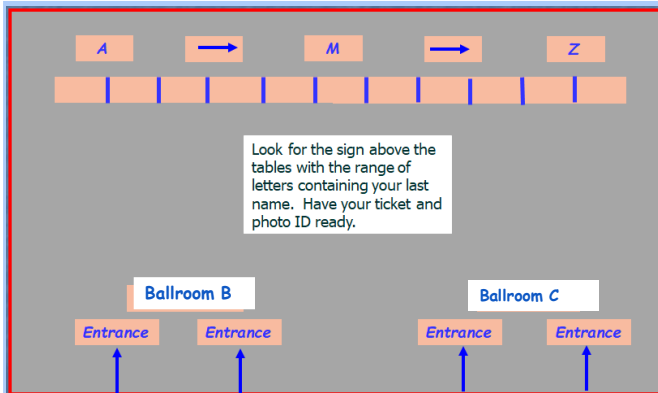 A M Z
Look for the sign above the
tables with the range of
letters containing your last
name. Have your ticket and
photo ID ready.
Ballroom B
Ballroom C
Entrance Entrance Entrance Entrance